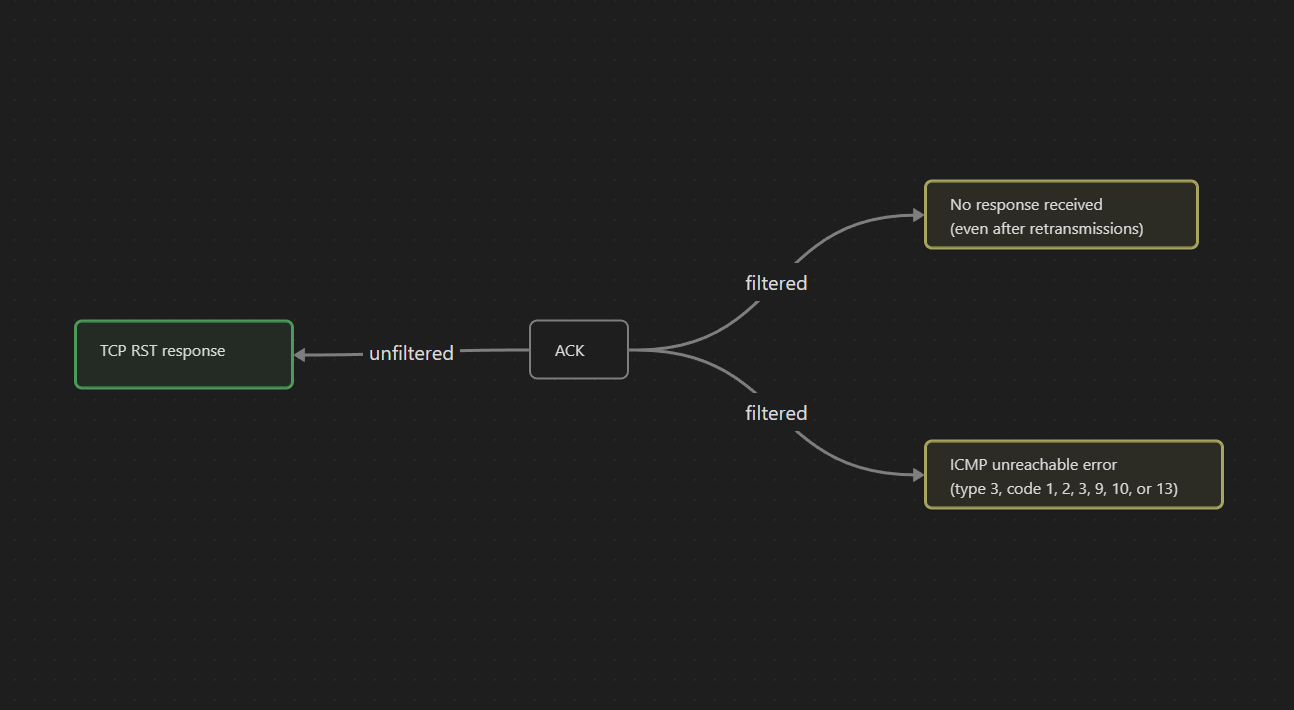 No response received
(even after retransmissions)
filtered
TCP RST response
unfiltered
ACK
filtered
ICMP unreachable error
(type 3, code 1, 2, 3, 9, 10, or 13)